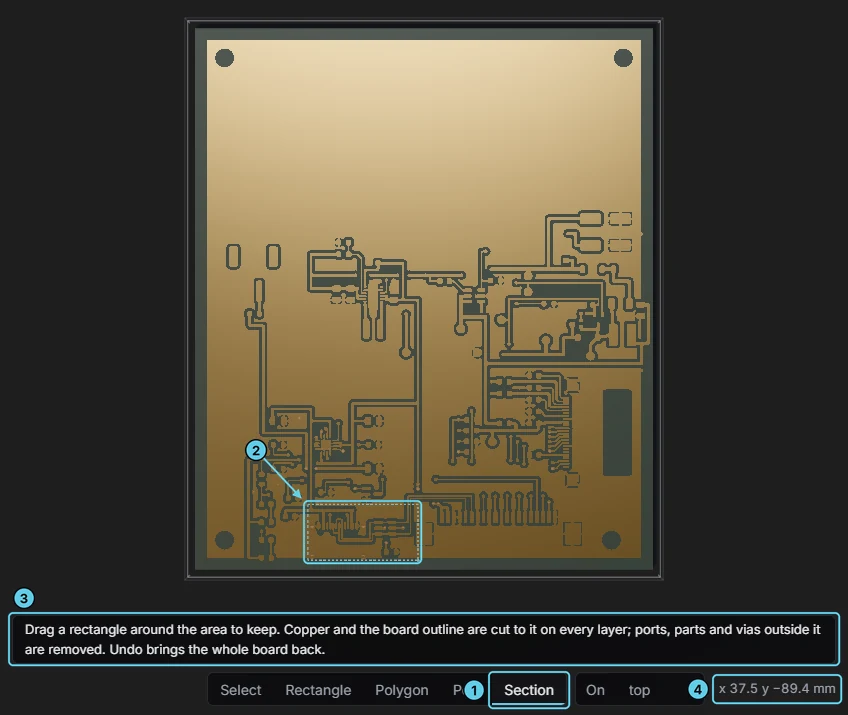 2
3
Drag a rectangle around the area to keep. Copper and the board outline are cut to it on every layer; ports, parts and vias outside it
are removed. Undo brings the whole board back.
Select Rectangle Polygon 1 Section On top 4 x 37.5 y −89.4 mm